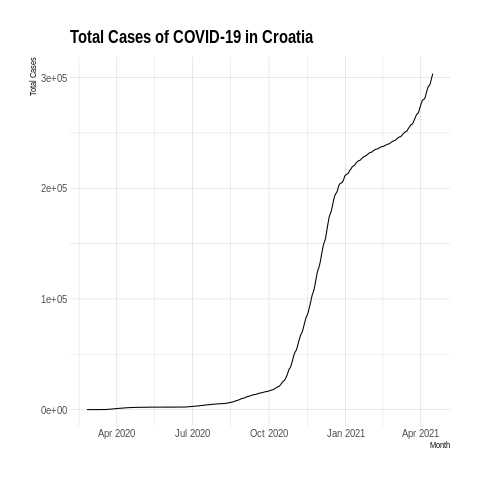 Total Cases of COVID-19 in Croatia
Total Cases
3e+05
2e+05
1e+05
0e+00
Apr 2020 Jul 2020 Oct 2020 Jan 2021 Apr 2021
Month